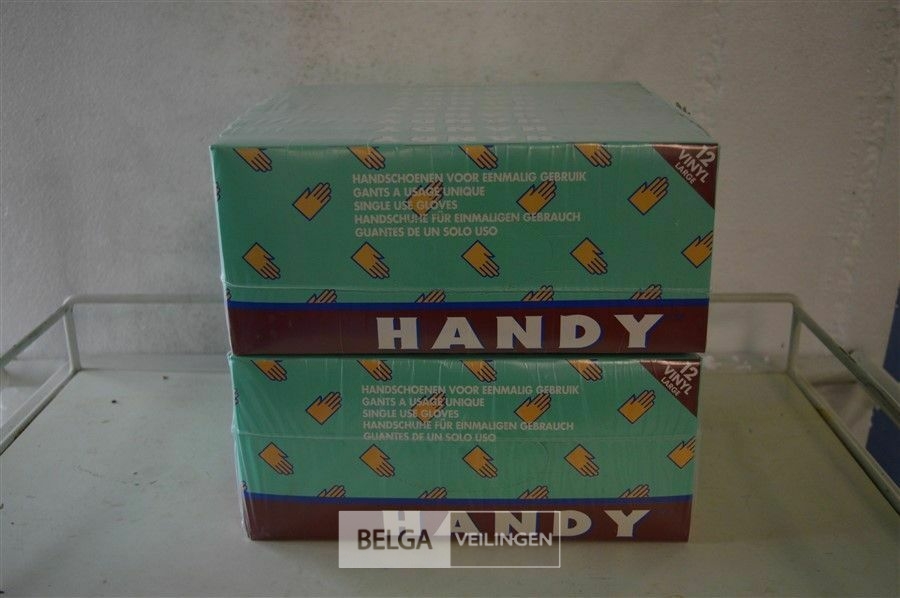 HANDSCHOENEN VOOR EENMALIG GEBRUIK
GANTS A USAGE UNIQUE
SINGLE USE GLOVES
HANDSCHUHE FÜR EINMALIGEN GEBRAUCH
GUANTES DE UN SOLO USO
12
VINYL
LARGE
HANDY
HANDSCHOENEN VOOR EENMALIG GEBRUIK
GANTS A USAGE UNIQUE
SINGLE USE GLOVES
HANDSCHUHE FÜR EINMALIGEN GEBRAUCH
GUANTES DE UN SOLO USO
12
VINYL
LARGE
HANDY
BELGA VEILINGEN